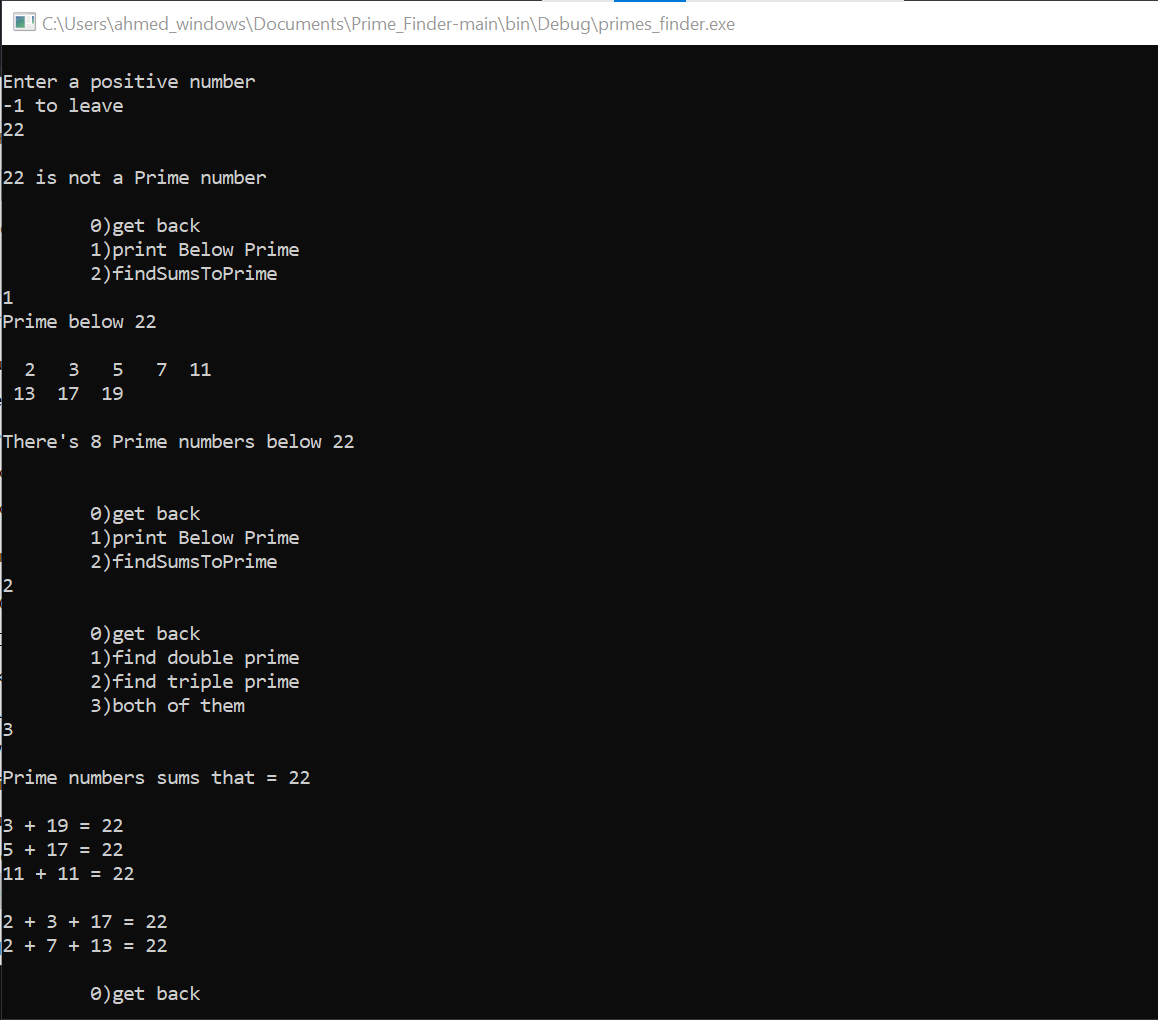 C:\Users\ahmed_windows\Documents\Prime_Finder-main\bin\Debug\primes_finder.exe
Enter a positive number
-1 to leave
22
22 is not a Prime number
0)get back
1)print Below Prime
2)findSumsToPrime
1
Prime below 22
2 3 5 7 11
13 17 19
There's 8 Prime numbers below 22
0)get back
1)print Below Prime
2)findSumsToPrime
2
0)get back
1)find double prime
2)find triple prime
3)both of them
3
Prime numbers sums that = 22
3 + 19 = 22
5 + 17 = 22
11 + 11 = 22
2 + 3 + 17 = 22
2 + 7 + 13 = 22
0)get back